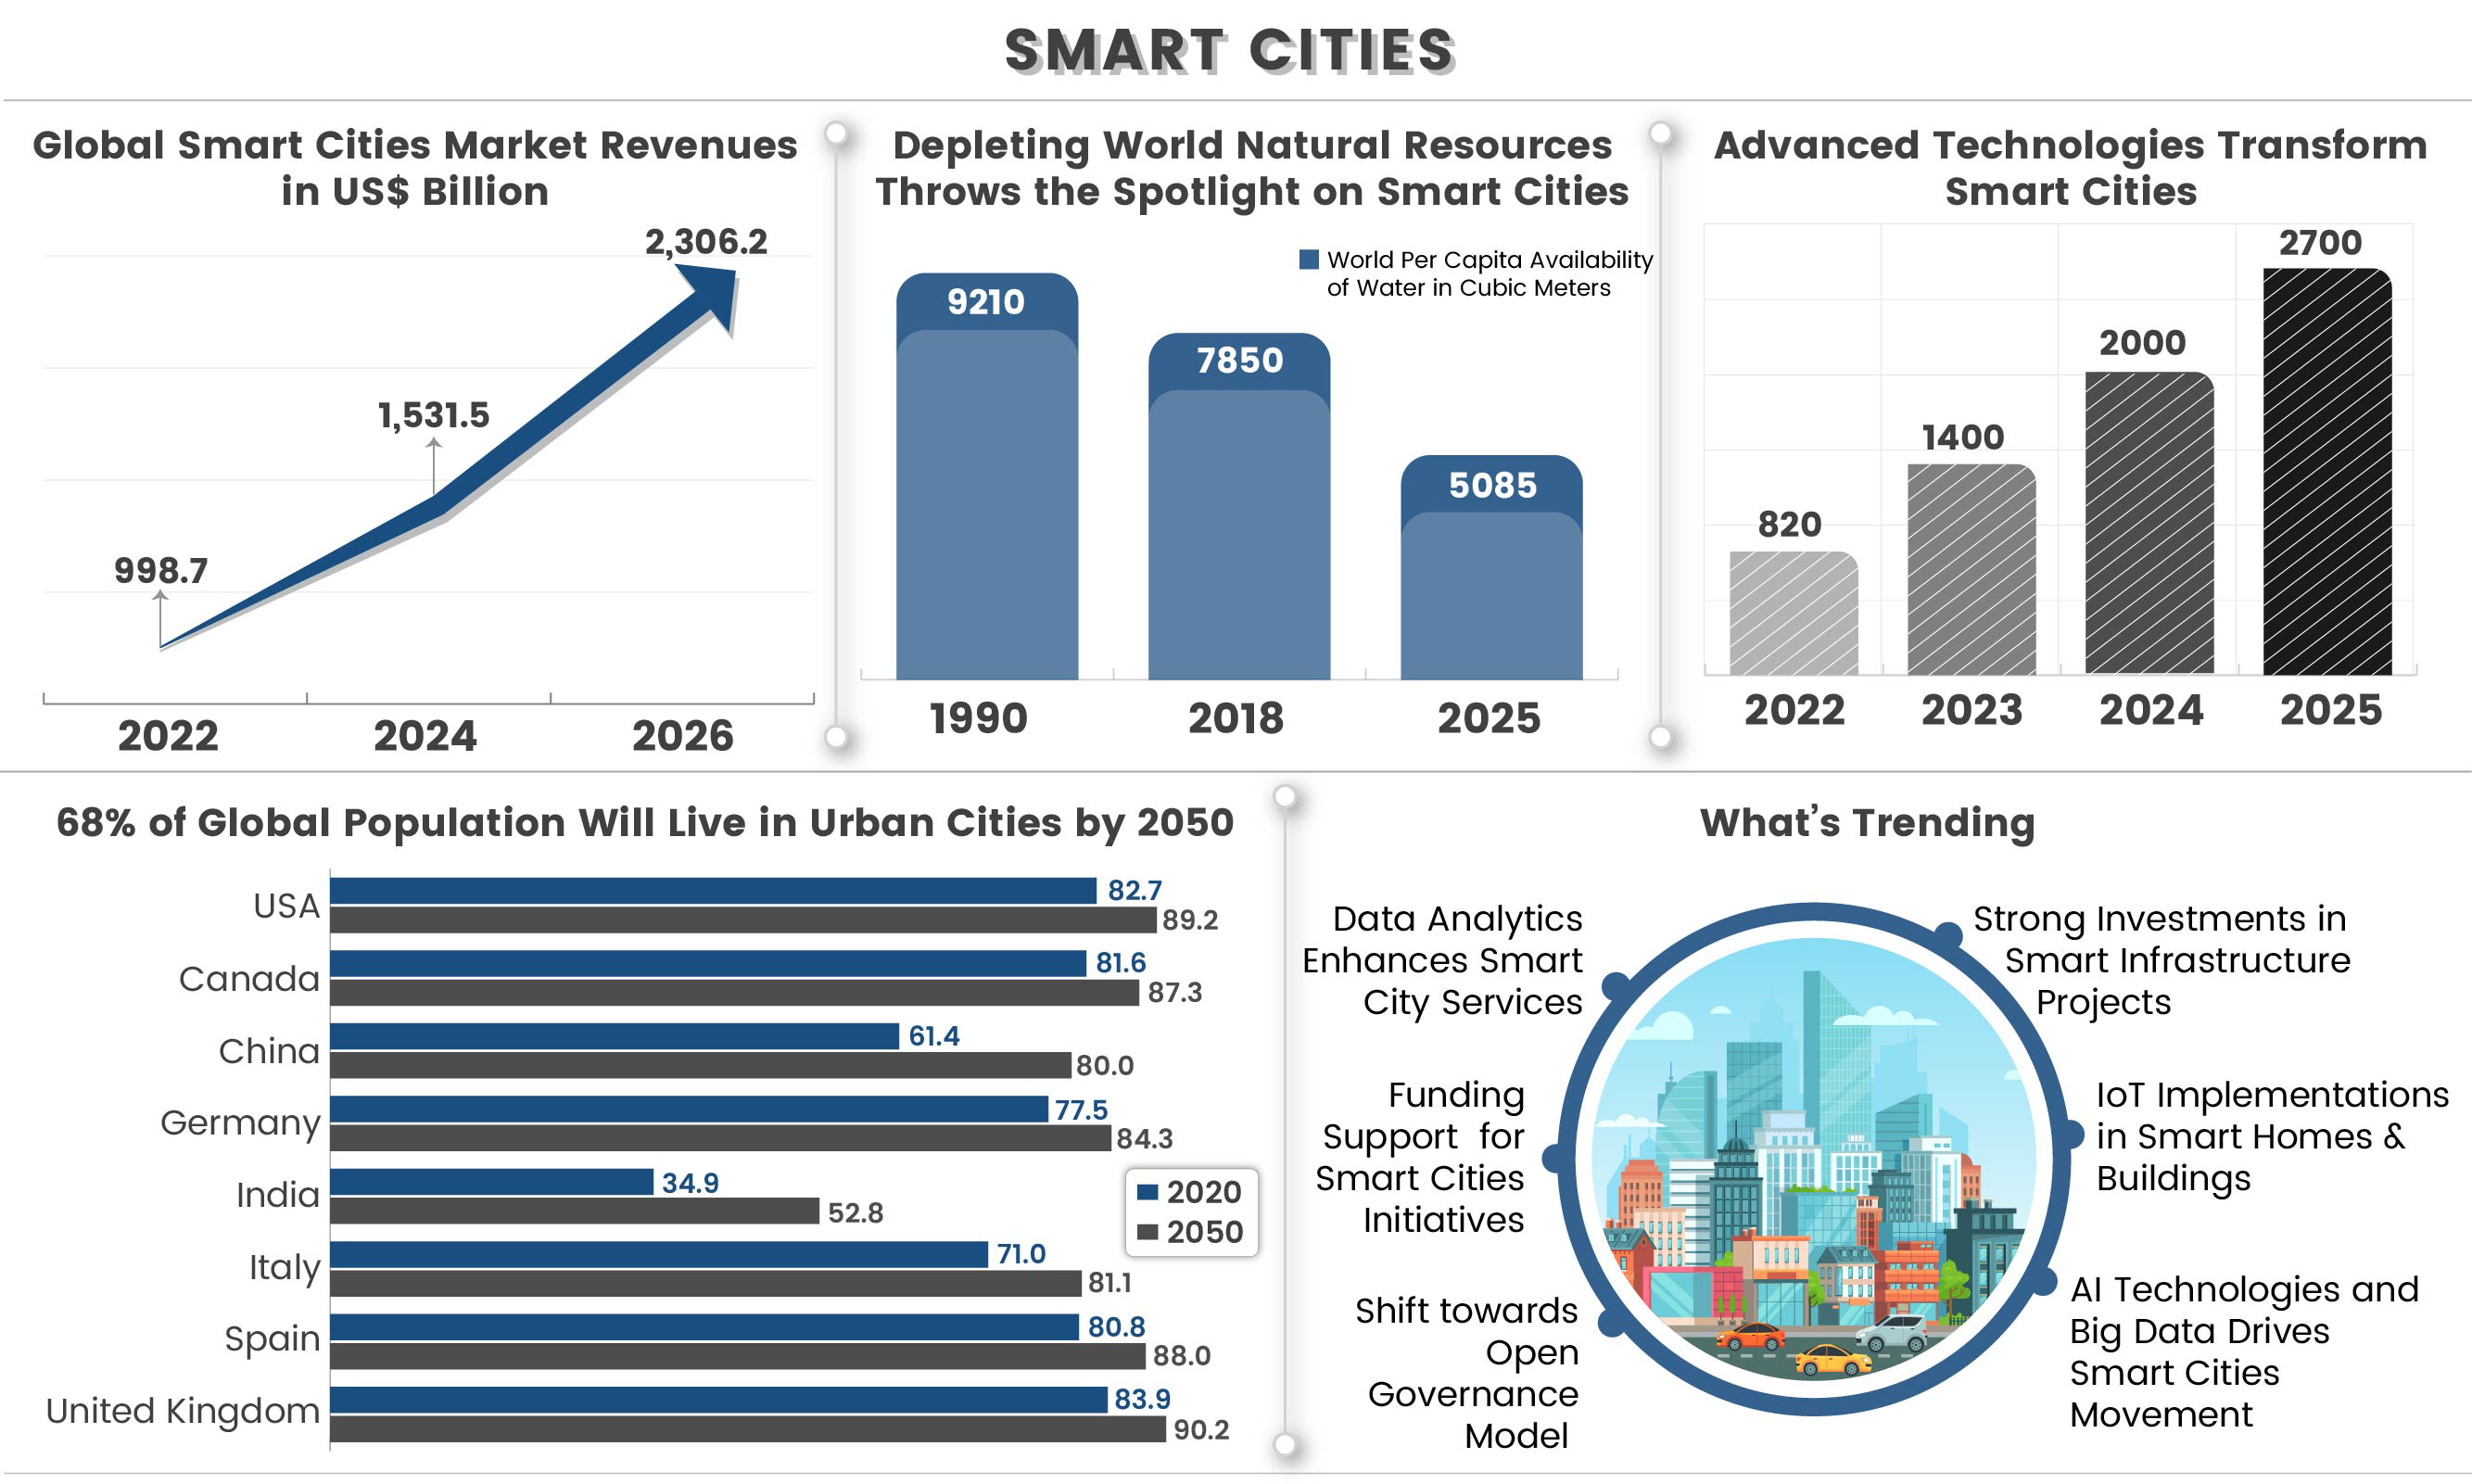 SMART CITIES
Global Smart Cities Market Revenues
in US$ Billion
2,306.2
1,531.5
998.7
2022 2024 2026
Depleting World Natural Resources
Throws the Spotlight on Smart Cities
World Per Capita Availability
of Water in Cubic Meters
9210
7850
5085
1990 2018 2025
Advanced Technologies Transform
Smart Cities
2700
2000
1400
820
2022 2023 2024 2025
68% of Global Population Will Live in Urban Cities by 2050
USA 82.7
89.2
Canada 81.6
87.3
China 61.4
80.0
Germany 77.5
84.3
India 34.9
52.8
Italy 71.0
81.1
Spain 80.8
88.0
United Kingdom 83.9
90.2
2020
2050
What’s Trending
Data Analytics
Enhances Smart
City Services
Funding
Support for
Smart Cities
Initiatives
Shift towards
Open
Governance
Model
Strong Investments in
Smart Infrastructure
Projects
IoT Implementations
in Smart Homes &
Buildings
AI Technologies and
Big Data Drives
Smart Cities
Movement